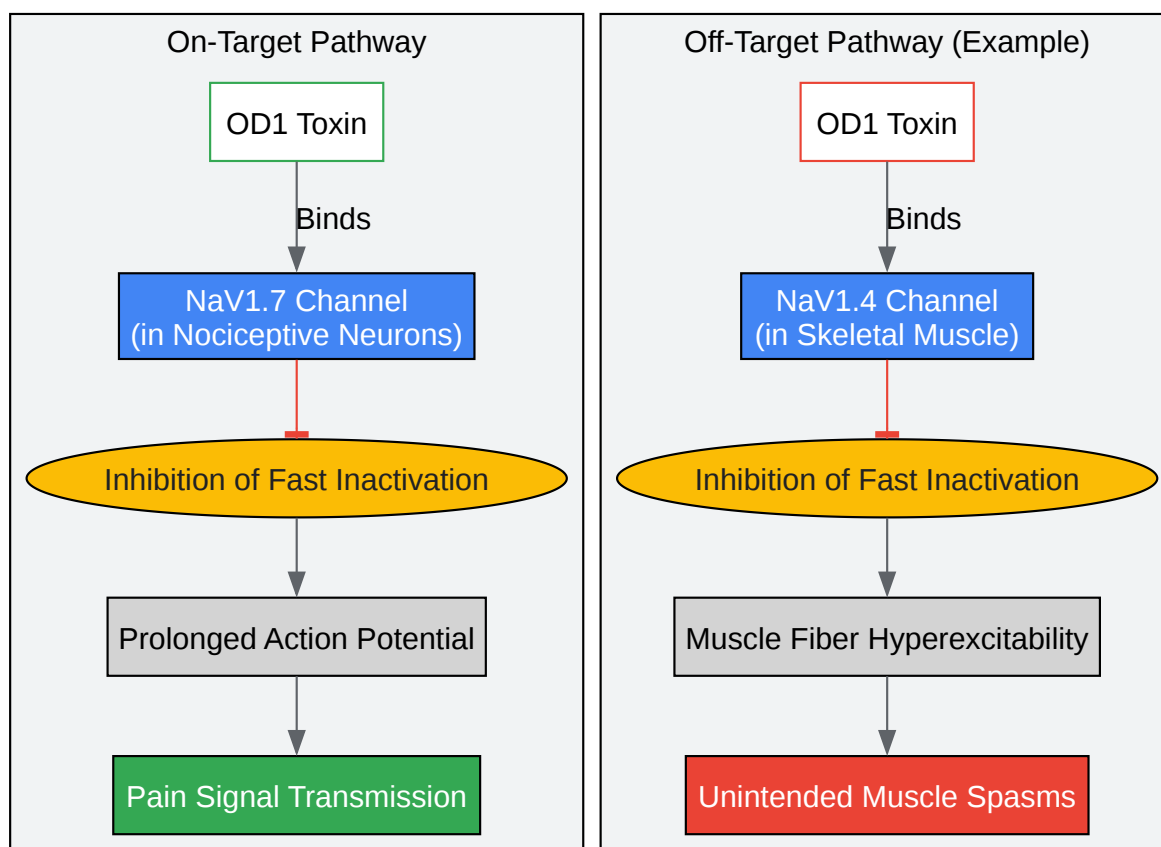 On-Target Pathway
OD1 Toxin
Binds
NaV1.7 Channel
(in Nociceptive Neurons)
Inhibition of Fast Inactivation
Prolonged Action Potential
Pain Signal Transmission
Off-Target Pathway (Example)
OD1 Toxin
Binds
NaV1.4 Channel
(in Skeletal Muscle)
Inhibition of Fast Inactivation
Muscle Fiber Hyperexcitability
Unintended Muscle Spasms